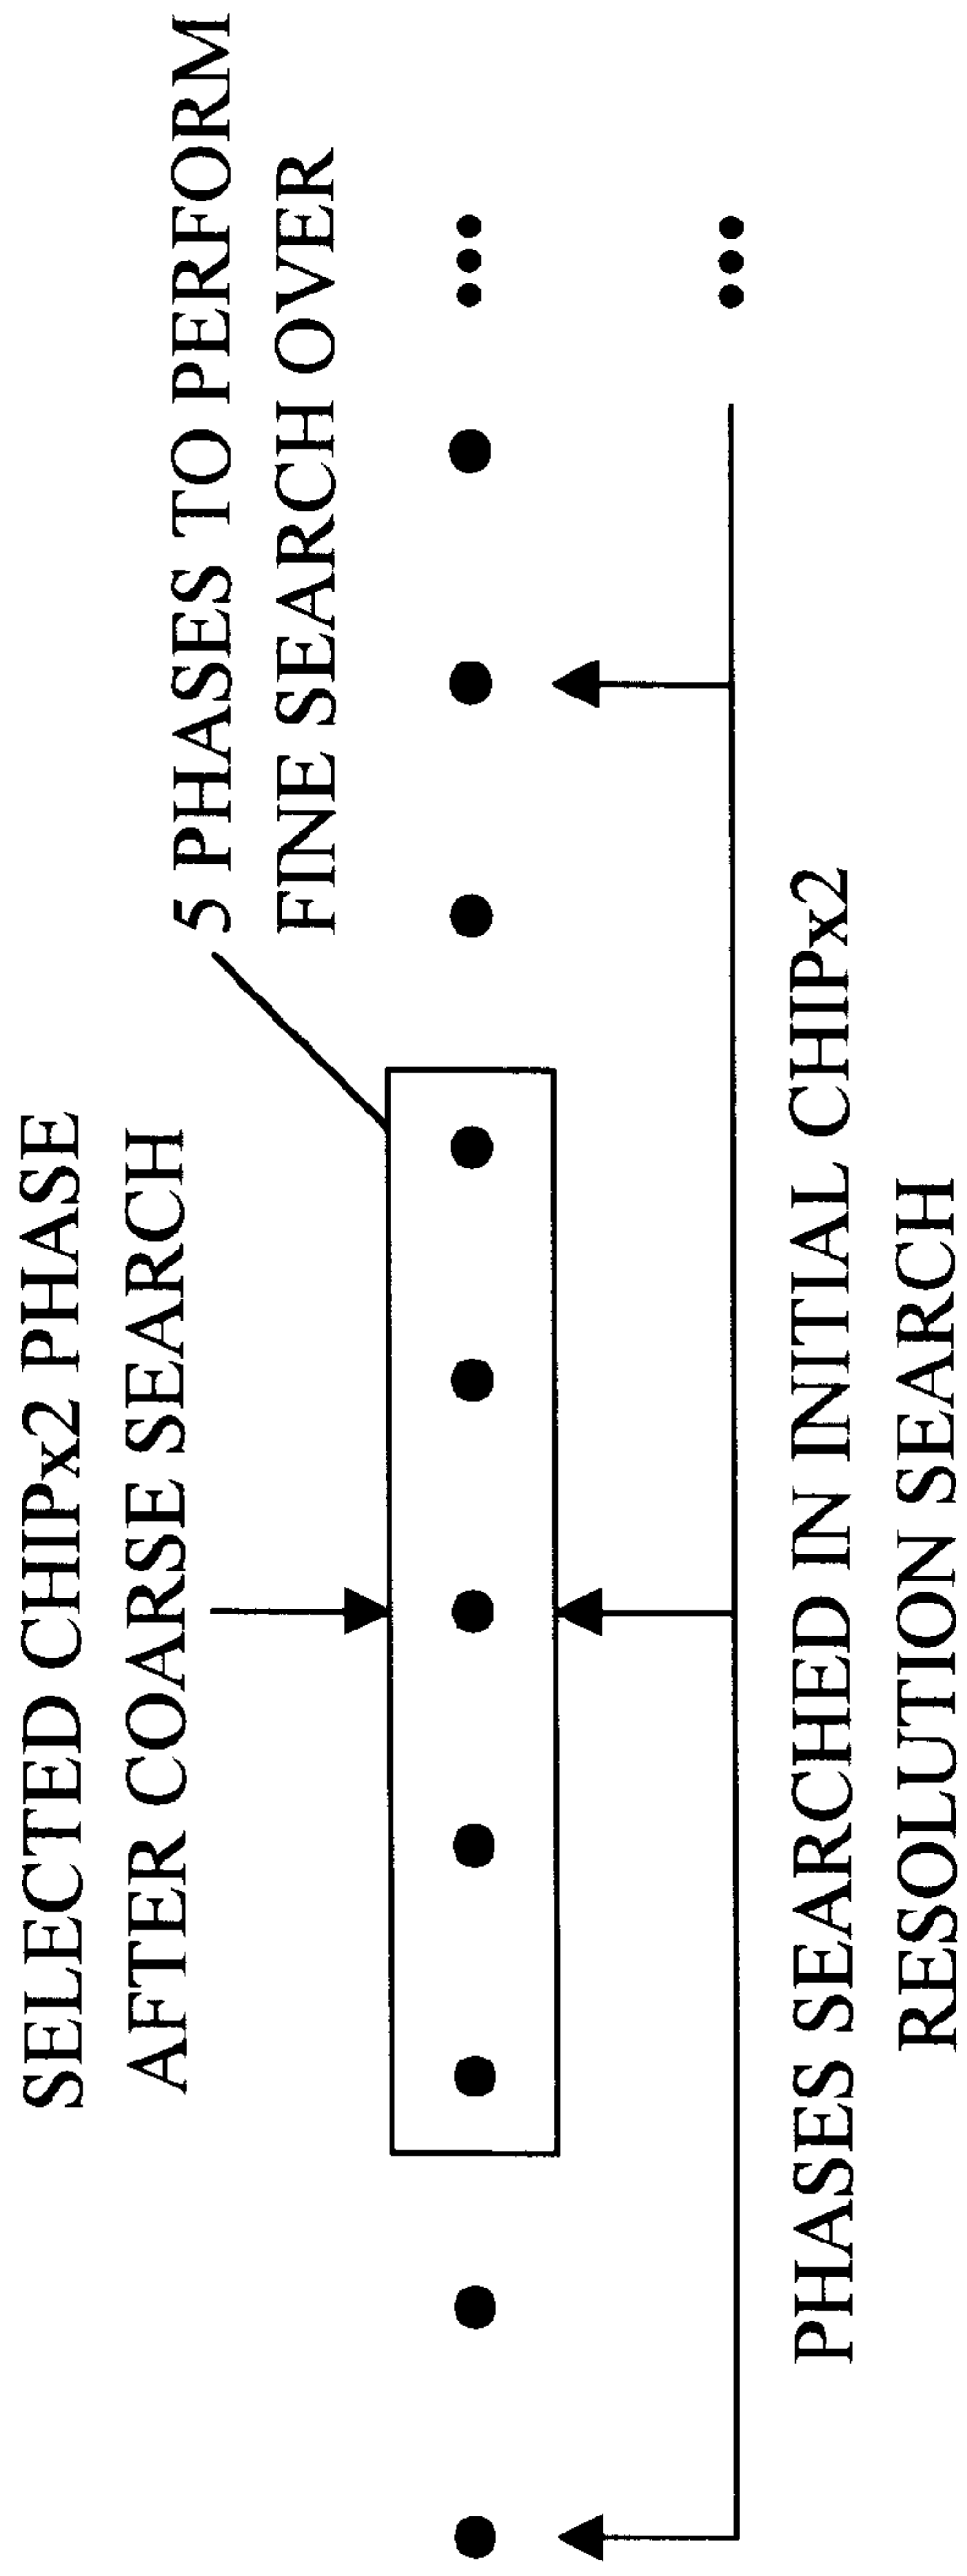 SELECTED CHIPx2 PHASE
AFTER COARSE SEARCH
5 PHASES TO PERFORM
FINE SEARCH OVER
PHASES SEARCHED IN INITIAL CHIPx2
RESOLUTION SEARCH